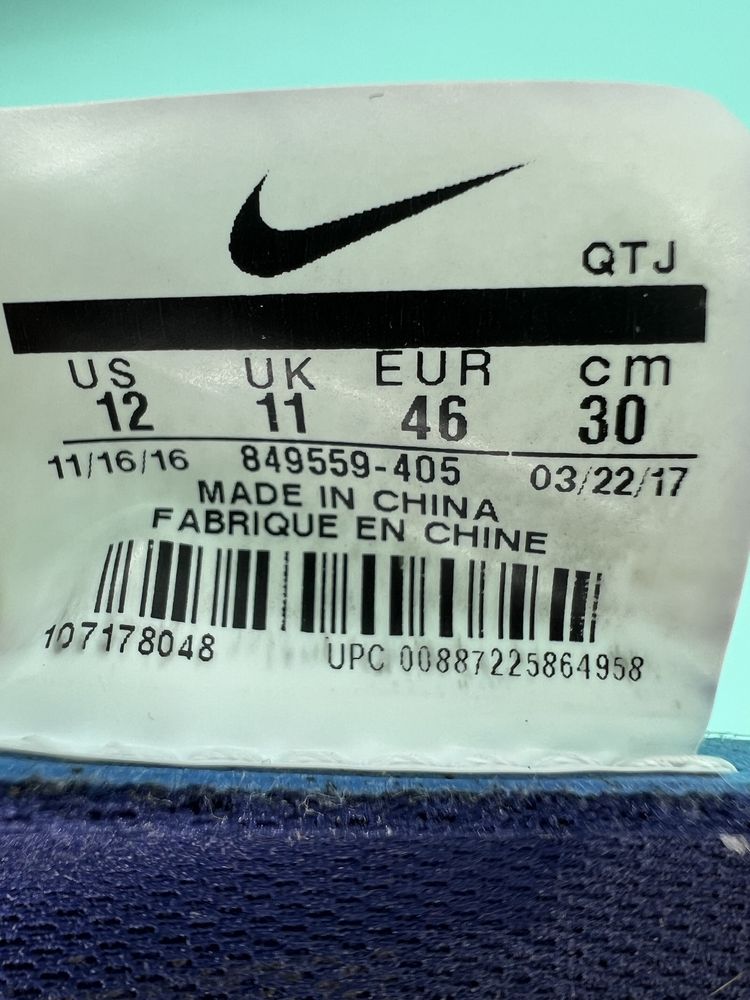 QTJ
US UK EUR cm
12 11 46 30
11/16/16 849559-405 03/22/17
MADE IN CHINA
FABRIQUE EN CHINE
107178048 UPC 00887225864958